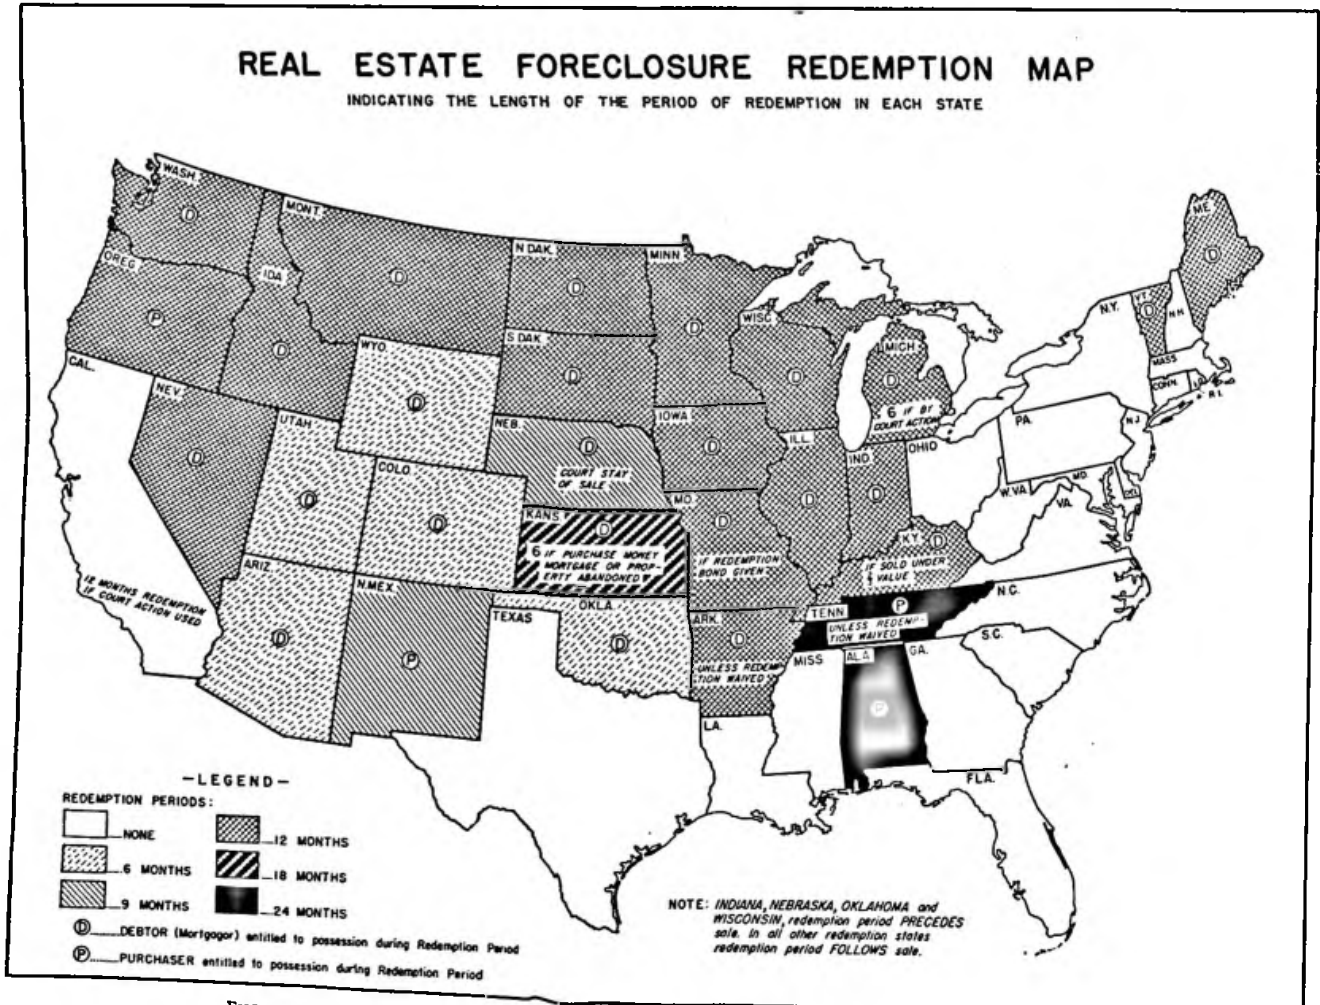 REAL ESTATE FORECLOSURE REDEMPTION MAP
INDICATING THE LENGTH OF THE PERIOD OF REDEMPTION IN EACH STATE
WASH.
MONT.
N DAK.
MINN
ME.
OREG.
IDA.
S DAK.
WISC.
MICH
N.Y.
VT.
N.H.
D
D
D
D
D
D
D
P
D
D
D
D
WYO.
MASS
CONN.
R.I.
CAL.
NEV.
UTAH
D
NEB.
IOWA
6 IF BY
COURT ACTION
PA.
N.J.
ILL.
IND
OHIO
COLO.
D
D
D
COURT STAY
OF SALE
MO.
W.VA.
MD.
DEL
VA.
D
D
KANS.
D
D
D
D
KY.
D
6 IF PURCHASE MONEY
MORTGAGE OR PROP-
ERTY ABANDONED
IF REDEMPTION
BOND GIVEN
IF SOLD UNDER
VALUE
ARIZ.
N.MEX.
12 MONTHS REDEMPTION
IF COURT ACTION USED
TEXAS
OKLA.
ARK.
TENN.
P
N.C.
UNLESS REDEMP-
TION WAIVED
S.C.
D
P
D
D
UNLESS REDEMP-
TION WAIVED
MISS
ALA
GA.
P
LA.
FLA.
-LEGEND-
REDEMPTION PERIODS:
NONE
12 MONTHS
6 MONTHS
18 MONTHS
9 MONTHS
24 MONTHS
D DEBTOR (Mortgagor) entitled to possession during Redemption Period
P PURCHASER entitled to possession during Redemption Period
NOTE: INDIANA, NEBRASKA, OKLAHOMA and
WISCONSIN, redemption period PRECEDES
sale. In all other redemption states
redemption period FOLLOWS sale.